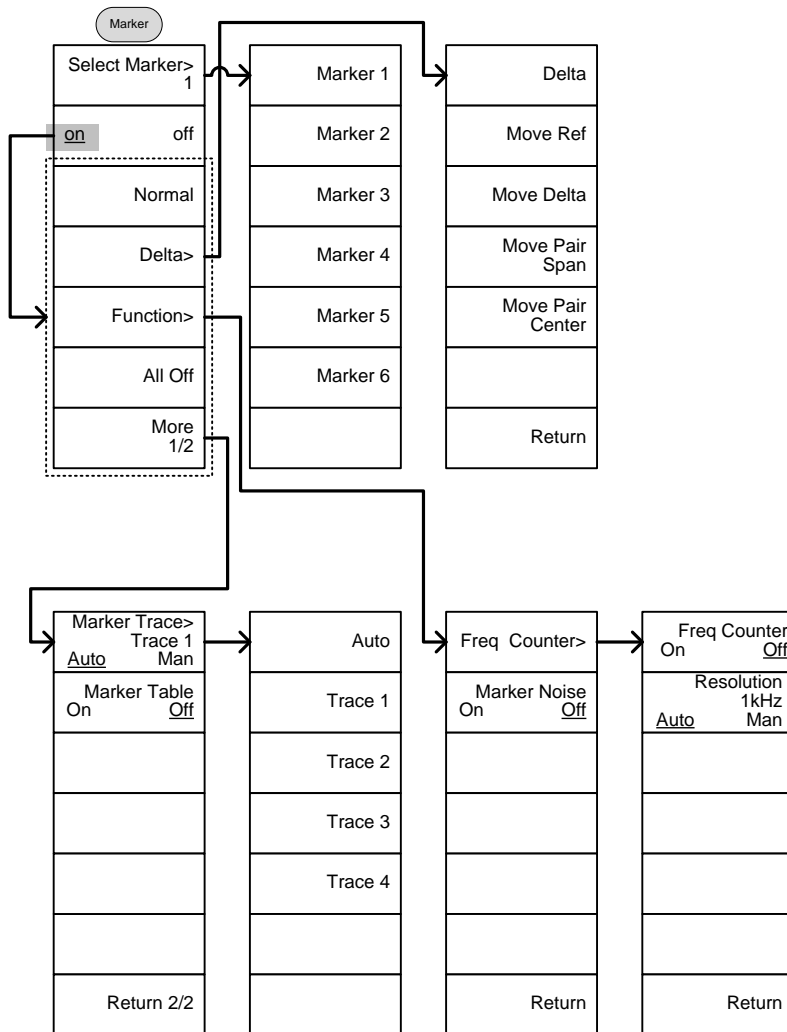 Marker
Select Marker>
1
on off
Normal
Delta>
Function>
All Off
More
1/2
Marker 1
Marker 2
Marker 3
Marker 4
Marker 5
Marker 6
Delta
Move Ref
Move Delta
Move Pair
Span
Move Pair
Center
Return
Marker Trace>
Trace 1
Auto Man
Marker Table
On Off
Return 2/2
Auto
Trace 1
Trace 2
Trace 3
Trace 4
Freq Counter>
Marker Noise
On Off
Return
Freq Counter
On Off
Resolution
1kHz
Auto Man
Return